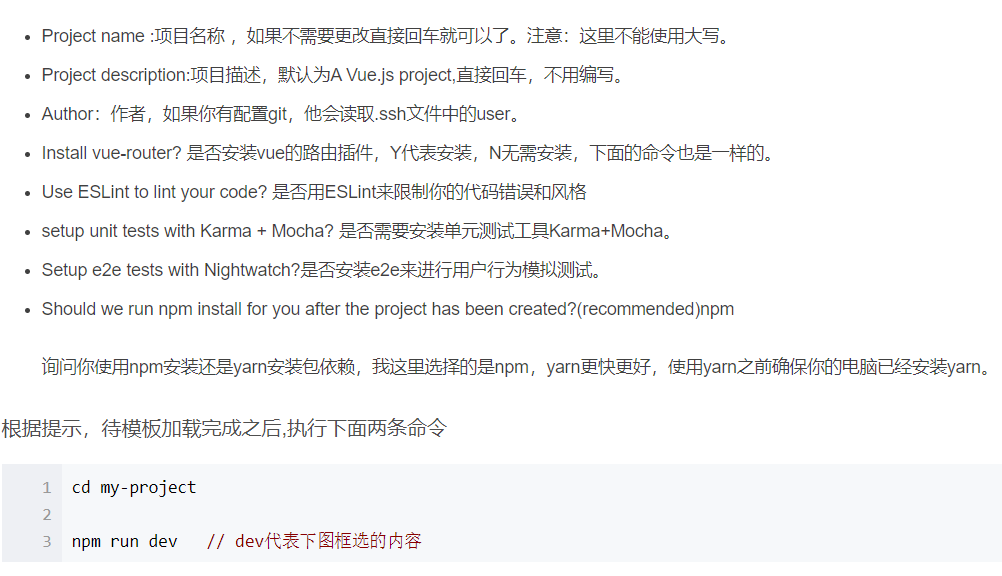 Project name :项目名称 ，如果不需要更改直接回车就可以了。注意：这里不能使用大写。
Project description:项目描述，默认为A Vue.js project,直接回车，不用编写。
Author：作者，如果你有配置git，他会读取.ssh文件中的user。
Install vue-router? 是否安装vue的路由插件，Y代表安装，N无需安装，下面的命令也是一样的。
Use ESLint to lint your code? 是否用ESLint来限制你的代码错误和风格
setup unit tests with Karma + Mocha? 是否需要安装单元测试工具Karma+Mocha。
Setup e2e tests with Nightwatch?是否安装e2e来进行用户行为模拟测试。
Should we run npm install for you after the project has been created?(recommended)npm
询问你使用npm安装还是yarn安装包依赖，我这里选择的是npm，yarn更快更好，使用yarn之前确保你的电脑已经安装yarn。
根据提示，待模板加载完成之后,执行下面两条命令
1 cd my-project
2
3 npm run dev   // dev代表下图框选的内容